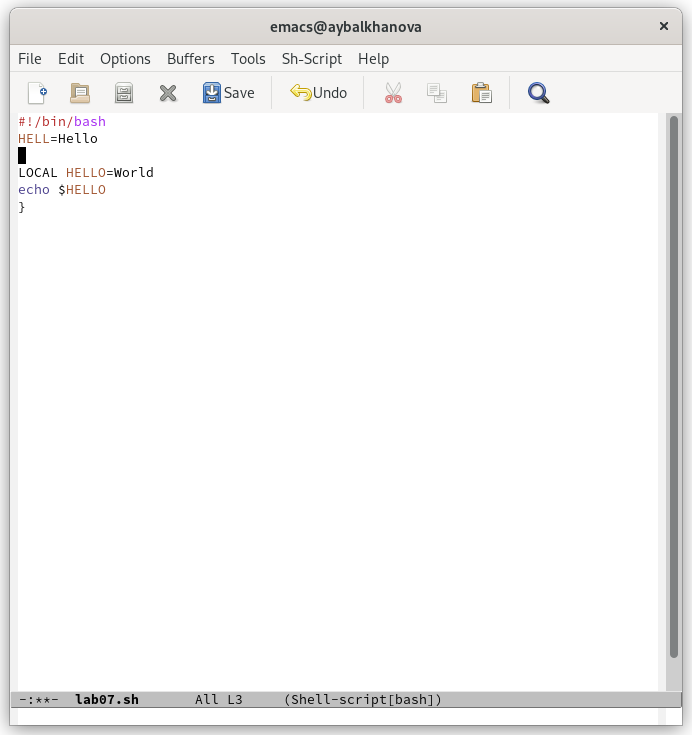 emacs@aybalkhanova ×
File Edit Options Buffers Tools Sh-Script Help
Save Undo
#!/bin/bash
HELL=Hello
LOCAL HELLO=World
echo $HELLO
}
-:**- lab07.sh All L3 (Shell-script[bash])